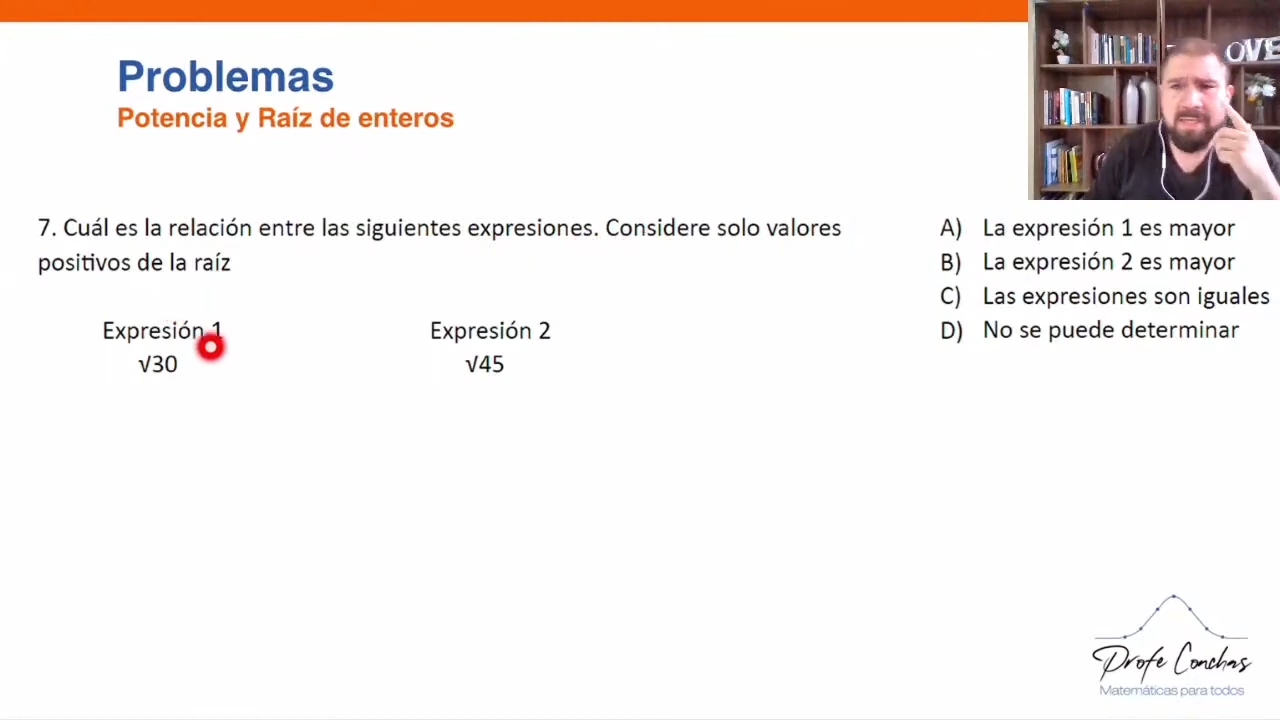 OVE
Problemas
Potencia y Raíz de enteros
7. Cuál es la relación entre las siguientes expresiones. Considere solo valores
positivos de la raíz
Expresión 1
Expresión 2
√30
√45
A) La expresión 1 es mayor
B) La expresión 2 es mayor
C) Las expresiones son iguales
D) No se puede determinar
Profe Conchas
Matemáticas para todos